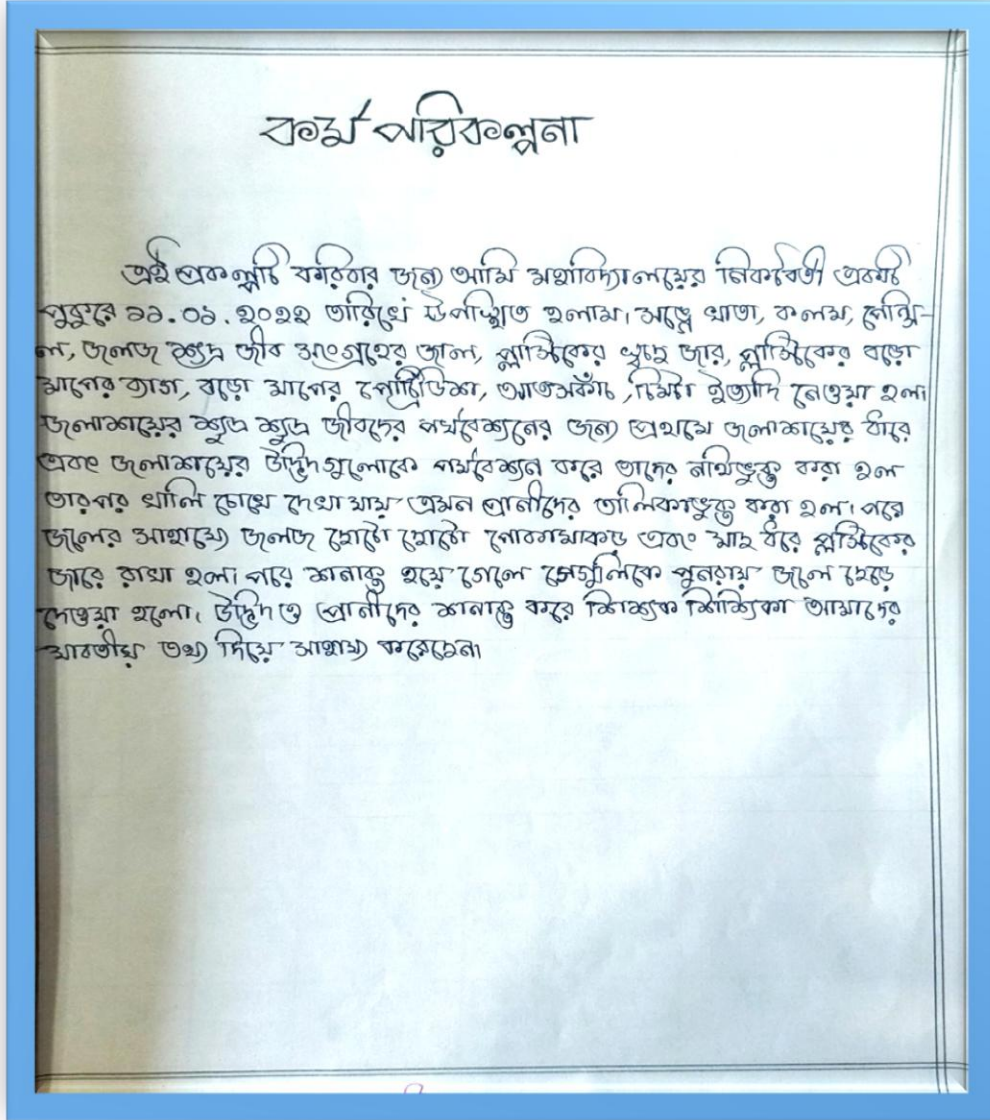 কর্ম পরিকল্পনা
এই প্রকল্পটি করিবার জন্য আমি মহাবিদ্যালয়ের নিকটবর্তী একটি
পুকুরে ১১.০১.২০২২ তারিখে উপস্থিত হলাম। সঙ্গে খাতা, কলম, পেন্সি-
ল, জলজ ক্ষুদ্র জীব সংগ্রহের জাল, প্লাস্টিকের স্বচ্ছ জার, প্লাস্টিকের বড়ো
মাপের ব্যাগ, বড়ো মাপের পেট্রিডিশ, আতসকাঁচ, চিমটা ইত্যাদি নেওয়া হল।
জলাশয়ের ক্ষুদ্র ক্ষুদ্র জীবদের পর্যবেক্ষনের জন্য প্রথমে জলাশয়ের ধারে
এবং জলাশয়ের উদ্ভিদগুলোকে পর্যবেক্ষন করে তাদের নথিভুক্ত করা হল
তারপর খালি চোখে দেখা যায় এমন প্রানীদের তালিকাভুক্ত করা হল। পরে
জলের সাহায্যে জলজ ছোটো ছোটো পোকামাকড় এবং মাছ ধরে প্লাস্টিকের
জারে রাখা হল। পরে শনাক্ত হয়ে গেলে সেগুলিকে পুনরায় জলে ছেড়ে
দেওয়া হলো। উদ্ভিদ ও প্রানীদের শনাক্ত করে শিক্ষক শিক্ষিকা আমাদের
যাবতীয় তথ্য দিয়ে সাহায্য করেছেন।